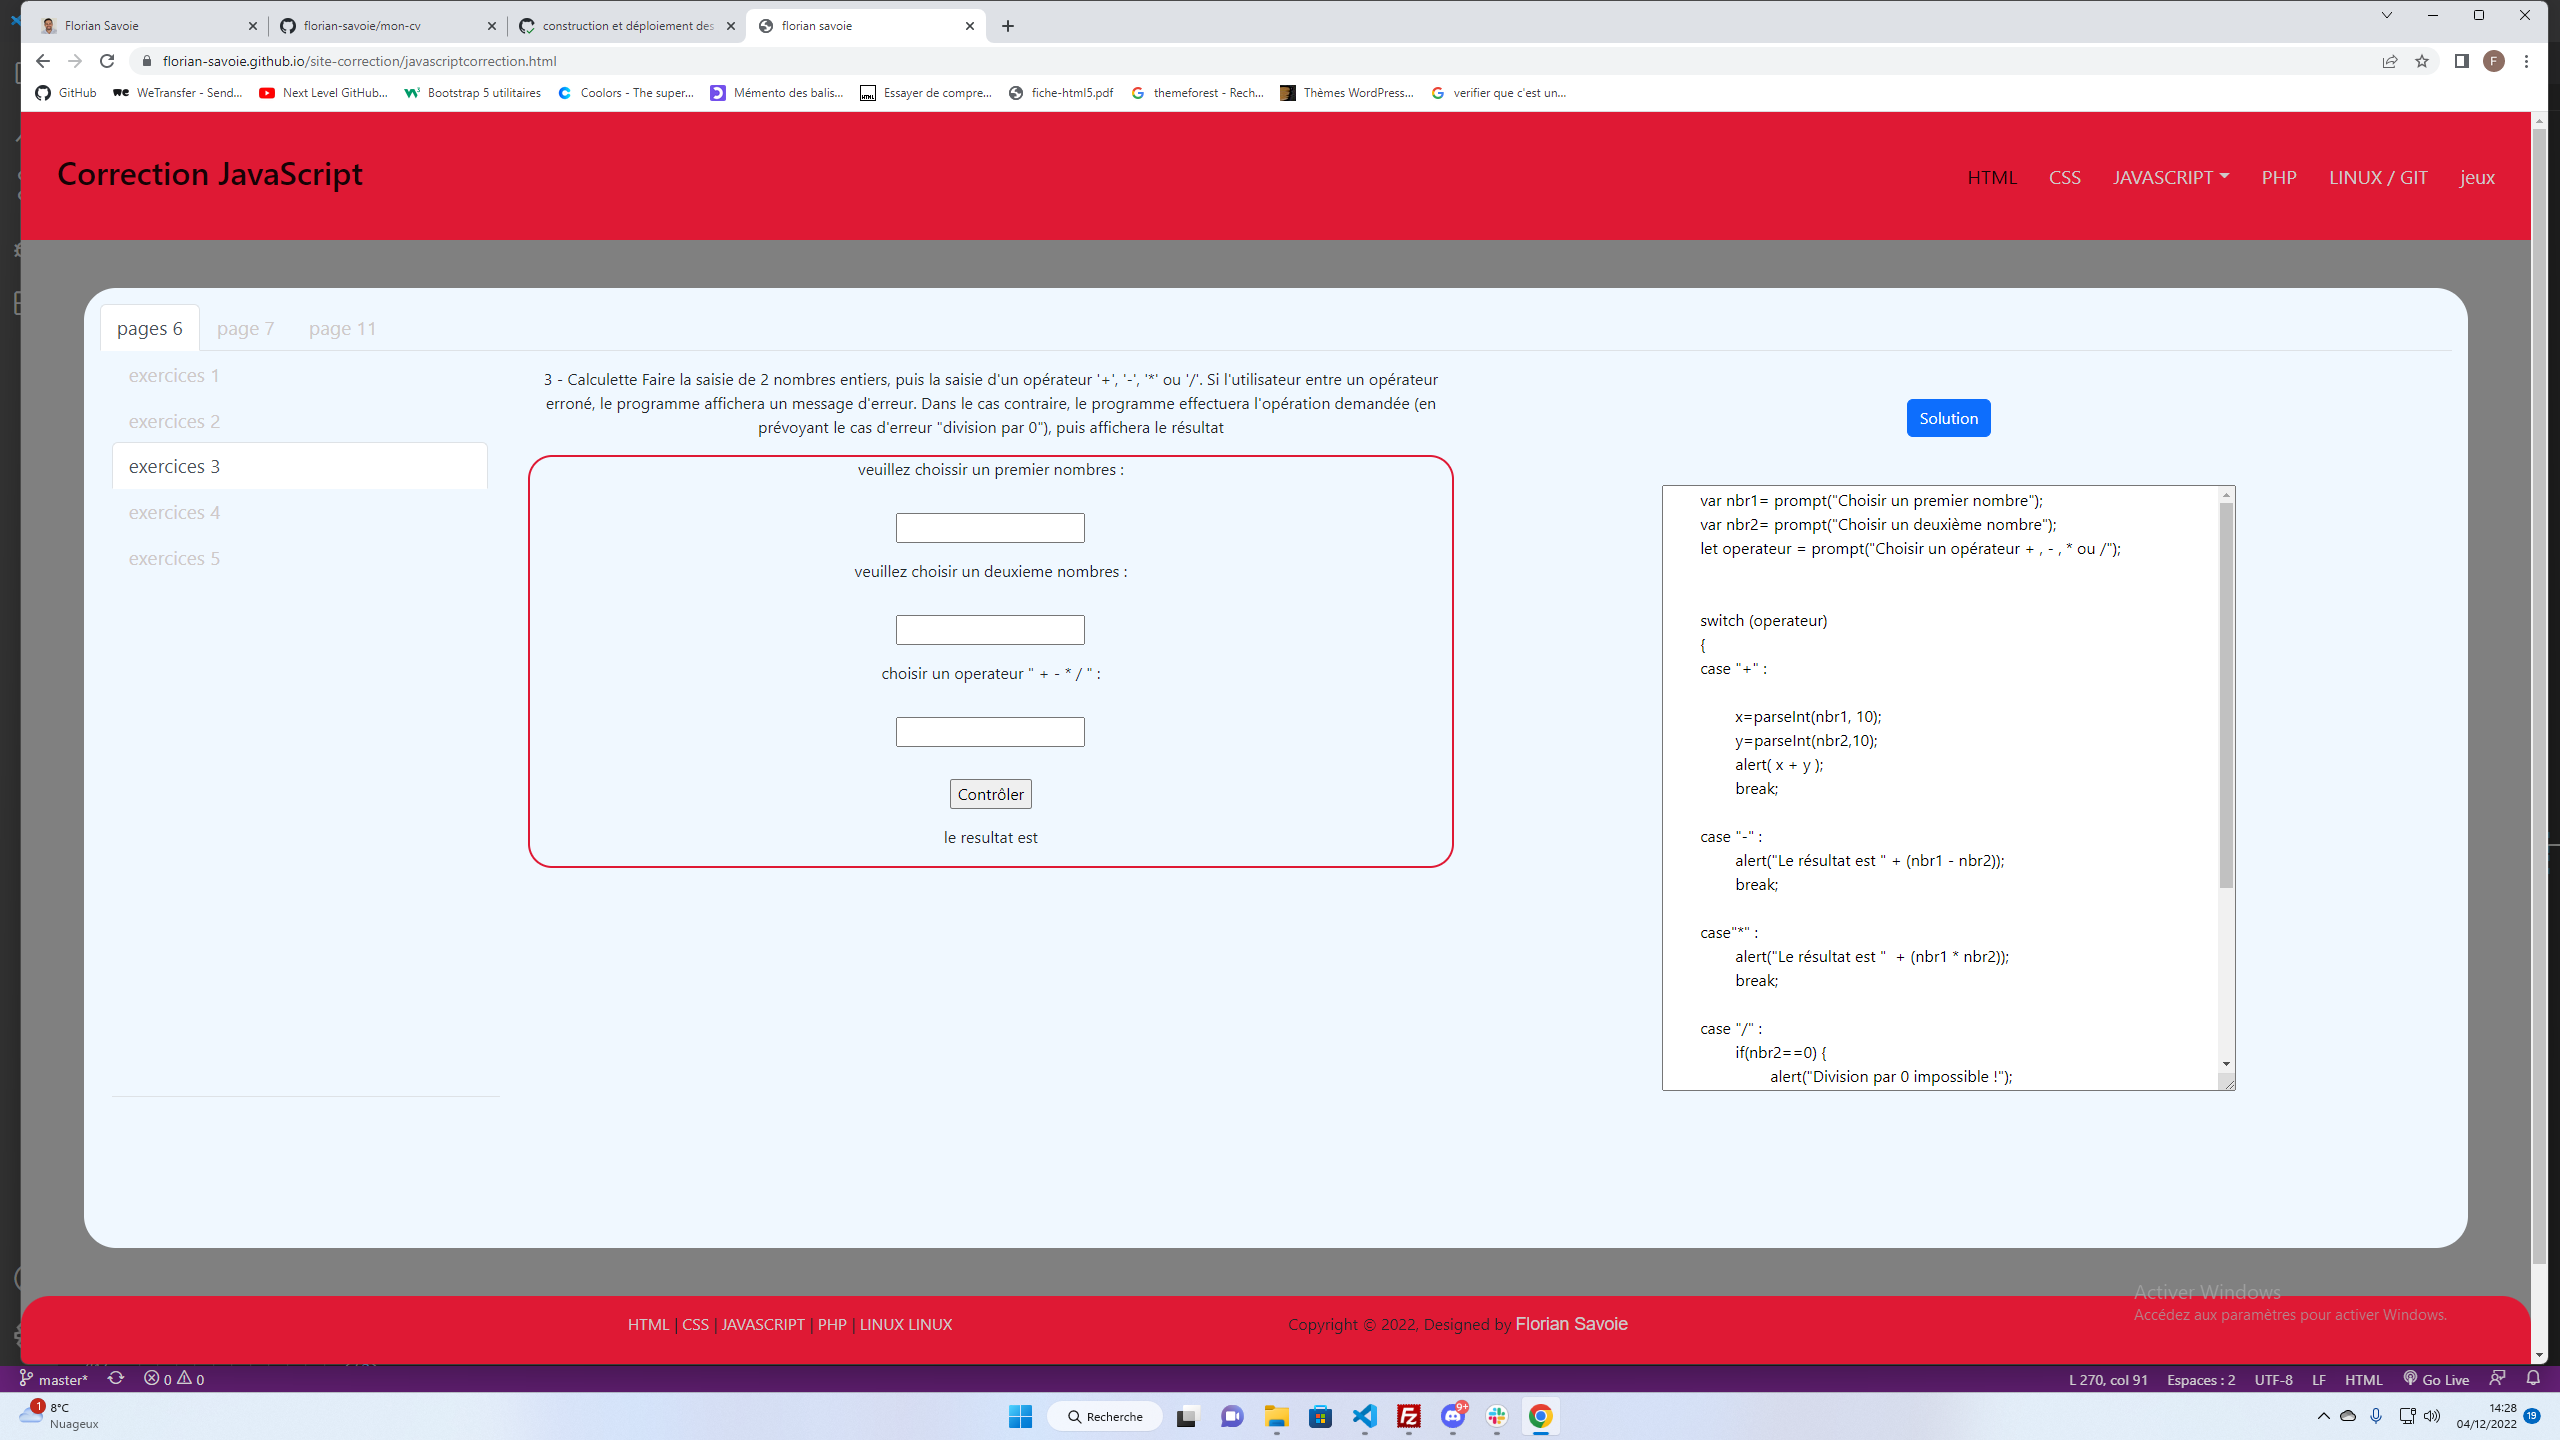 Florian Savoie
florian-savoie/mon-cv
construction et déploiement des
florian savoie
florian-savoie.github.io/site-correction/javascriptcorrection.html
F
GitHub
WeTransfer - Send...
Next Level GitHub...
Bootstrap 5 utilitaires
Coolors - The super...
Mémento des balis...
Essayer de compre...
fiche-html5.pdf
themeforest - Rech...
Thèmes WordPress...
verifier que c'est un...
Correction JavaScript
HTML
CSS
JAVASCRIPT
PHP
LINUX / GIT
jeux
pages 6
page 7
page 11
exercices 1
exercices 2
exercices 3
exercices 4
exercices 5
3 - Calculette Faire la saisie de 2 nombres entiers, puis la saisie d'un opérateur '+', '-', '*' ou '/'. Si l'utilisateur entre un opérateur
erroné, le programme affichera un message d'erreur. Dans le cas contraire, le programme effectuera l'opération demandée (en
prévoyant le cas d'erreur "division par 0"), puis affichera le résultat
veuillez choissir un premier nombres :
veuillez choisir un deuxieme nombres :
choisir un operateur " + - * / " :
Contrôler
le resultat est
Solution
var nbr1= prompt("Choisir un premier nombre");
var nbr2= prompt("Choisir un deuxième nombre");
let operateur = prompt("Choisir un opérateur + , - , * ou /");
switch (operateur)
{
case "+" :
x=parseInt(nbr1, 10);
y=parseInt(nbr2,10);
alert( x + y );
break;
case "-" :
alert("Le résultat est " + (nbr1 - nbr2));
break;
case"*" :
alert("Le résultat est "  + (nbr1 * nbr2));
break;
case "/" :
if(nbr2==0) {
alert("Division par 0 impossible !");
HTML | CSS | JAVASCRIPT | PHP | LINUX LINUX
Copyright © 2022, Designed by Florian Savoie
Activer Windows
Accédez aux paramètres pour activer Windows.
master*
0
0
L 270, col 91
Espaces : 2
UTF-8
LF
HTML
Go Live
1
8°C
Nuageux
Recherche
9+
14:28
04/12/2022
19